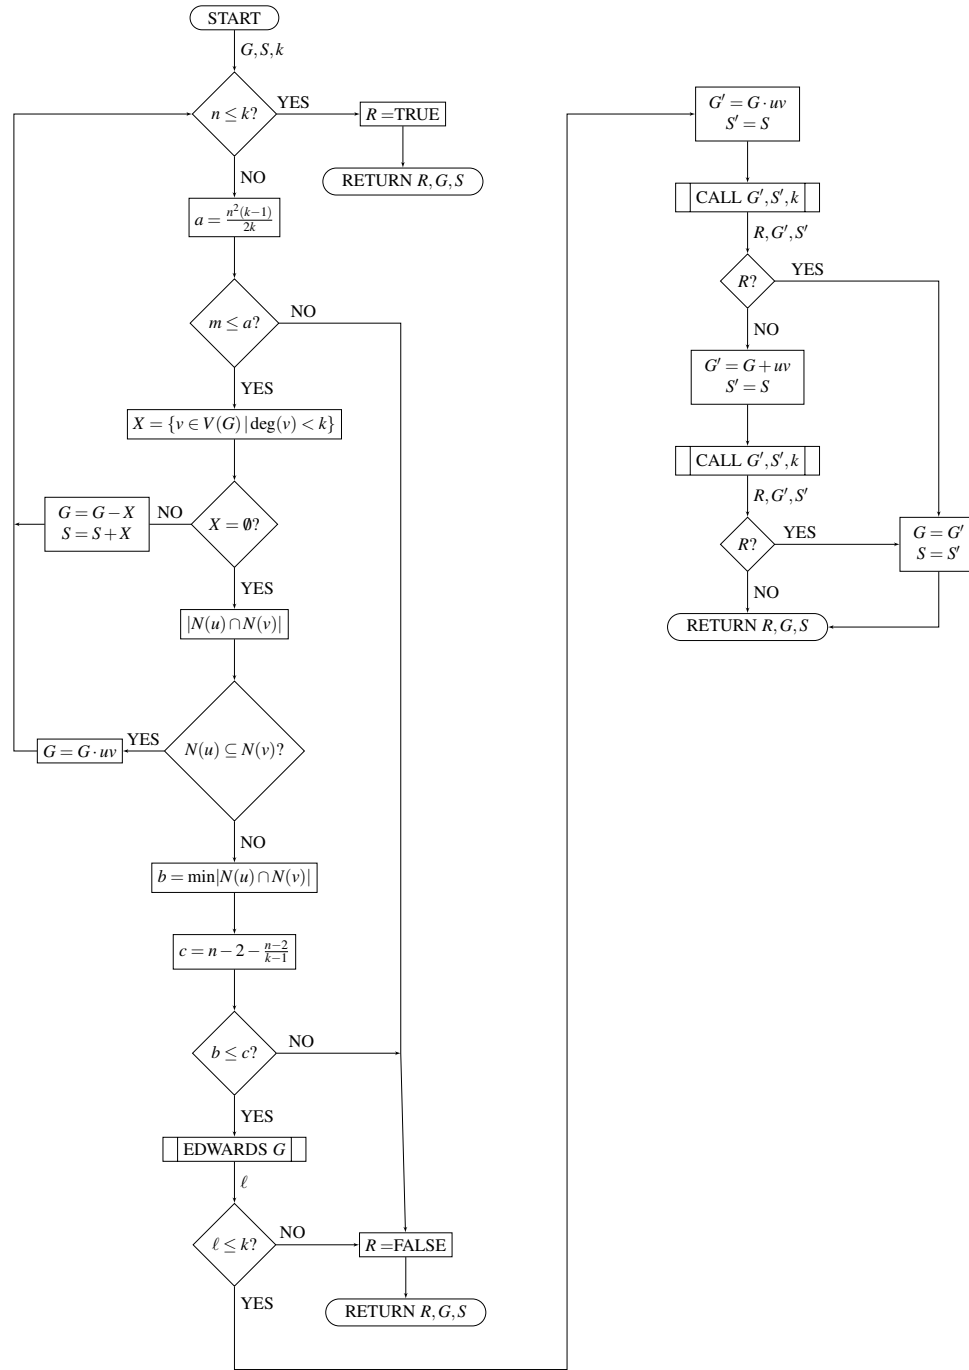 START
G, S, k
n ≤ k?
YES
R =TRUE
RETURN R, G, S
NO
a = n²(k−1)/2k
m ≤ a?
NO
YES
X = {v ∈ V(G) | deg(v) < k}
X = ∅?
NO
G = G − X
S = S + X
YES
|N(u) ∩ N(v)|
N(u) ⊆ N(v)?
YES
G = G · uv
NO
b = min|N(u) ∩ N(v)|
c = n − 2 − n−2/k−1
b ≤ c?
NO
YES
EDWARDS G
ℓ
ℓ ≤ k?
NO
R =FALSE
RETURN R, G, S
YES
G′ = G · uv
S′ = S
CALL G′, S′, k
R, G′, S′
R?
YES
NO
G′ = G + uv
S′ = S
CALL G′, S′, k
R, G′, S′
R?
YES
G = G′
S = S′
NO
RETURN R, G, S